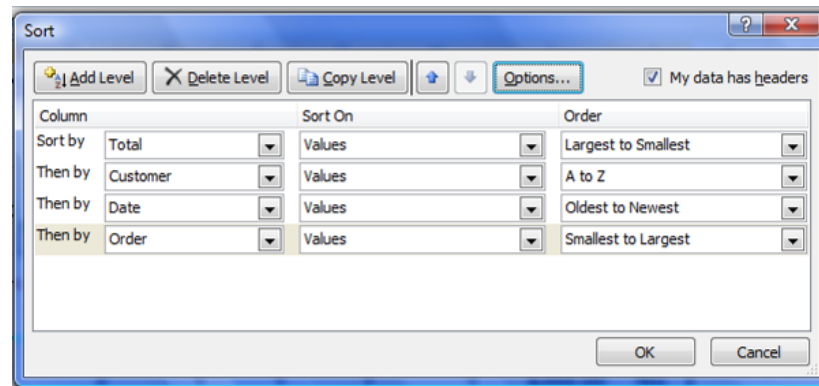 Sort
Add Level Delete Level Copy Level Options... My data has headers
Column Sort On Order
Sort by Total Values Largest to Smallest
Then by Customer Values A to Z
Then by Date Values Oldest to Newest
Then by Order Values Smallest to Largest
OK Cancel